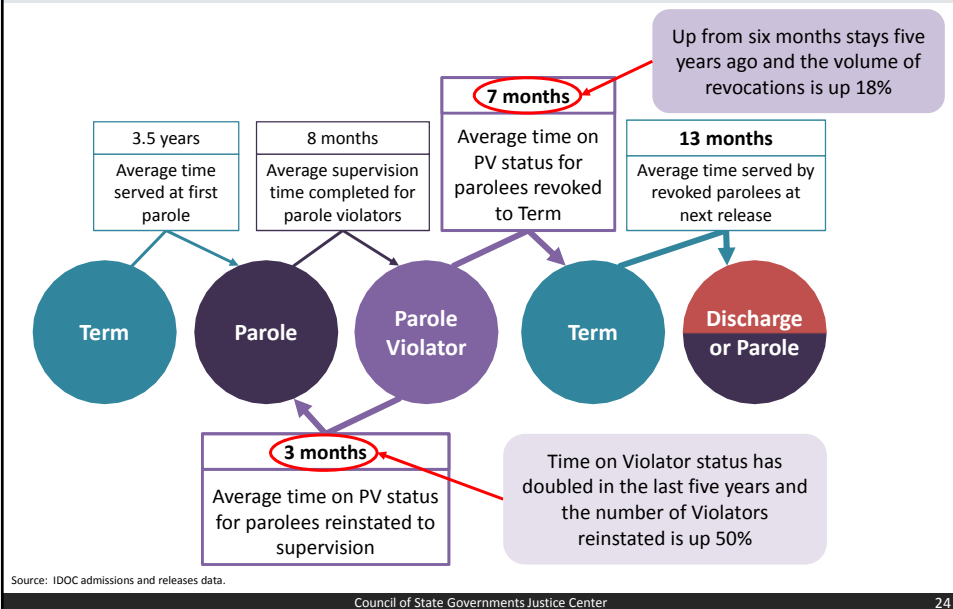 Up from six months stays five
years ago and the volume of
revocations is up 18%
7 months
Average time on
PV status for
parolees revoked
to Term
3.5 years
Average time
served at first
parole
8 months
Average supervision
time completed for
parole violators
13 months
Average time served by
revoked parolees at
next release
Term
Parole
Parole
Violator
Term
Discharge
or Parole
3 months
Average time on PV status
for parolees reinstated to
supervision
Time on Violator status has
doubled in the last five years and
the number of Violators
reinstated is up 50%
Source: IDOC admissions and releases data.
Council of State Governments Justice Center
24